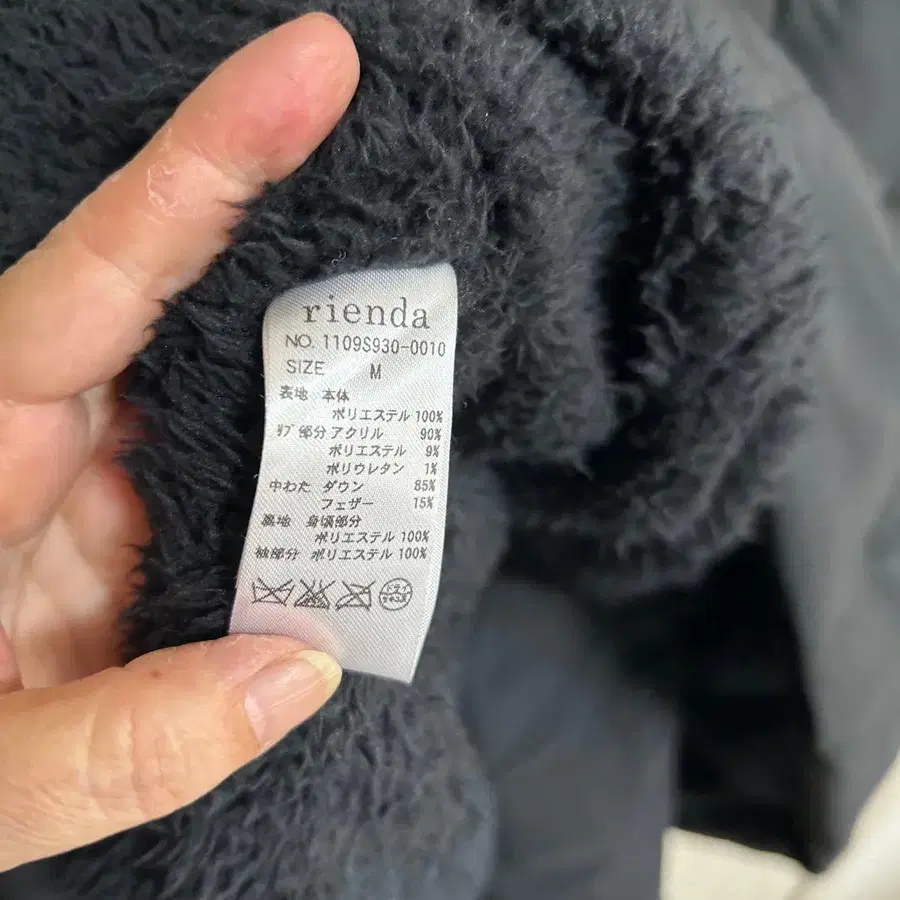 rienda
NO. 1109S930-0010
SIZE M
表地 本体
ポリエステル 100%
リブ部分 アクリル 90%
ポリエステル 9%
ポリウレタン 1%
中わた ダウン 85%
フェザー 15%
裏地 身頃部分
ポリエステル 100%
袖部分 ポリエステル 100%
ドライ